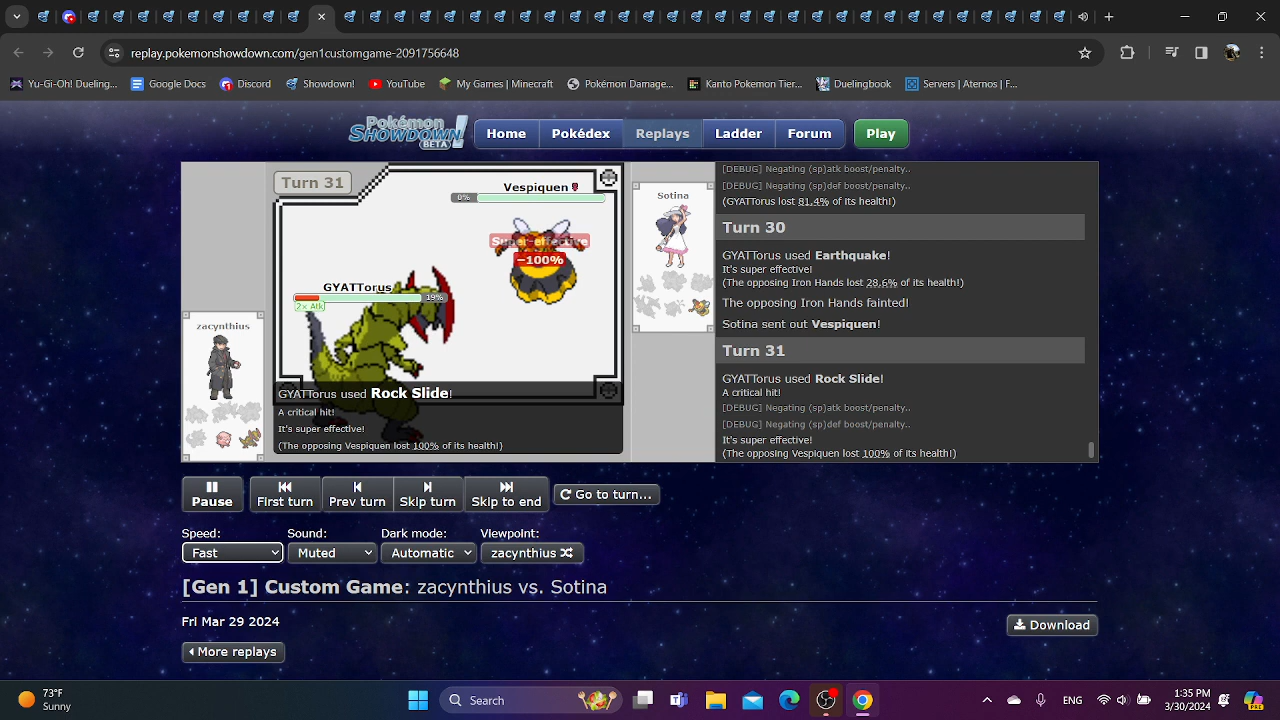 replay.pokemonshowdown.com/gen1customgame-2091756648
Yu-Gi-Oh! Dueling...
Google Docs
Discord
Showdown!
YouTube
My Games | Minecraft
Pokémon Damage...
Kanto Pokemon Tier...
Duelingbook
Servers | Aternos | F...
Pokémon
SHOWDOWN!
BETA
Home
Pokédex
Replays
Ladder
Forum
Play
Turn 31
Vespiquen
0%
Super-effective
−100%
GYATTorus
19%
2× Atk
zacynthius
Sotina
GYATTorus used Rock Slide!
A critical hit!
It's super effective!
(The opposing Vespiquen lost 100% of its health!)
[DEBUG] Negating (sp)atk boost/penalty..
[DEBUG] Negating (sp)def boost/penalty..
(GYATTorus lost 81.4% of its health!)
Turn 30
GYATTorus used Earthquake!
It's super effective!
(The opposing Iron Hands lost 28.6% of its health!)
The opposing Iron Hands fainted!
Sotina sent out Vespiquen!
Turn 31
GYATTorus used Rock Slide!
A critical hit!
[DEBUG] Negating (sp)atk boost/penalty..
[DEBUG] Negating (sp)def boost/penalty..
It's super effective!
(The opposing Vespiquen lost 100% of its health!)
Pause
First turn
Prev turn
Skip turn
Skip to end
Go to turn...
Speed:
Sound:
Dark mode:
Viewpoint:
Fast
Muted
Automatic
zacynthius
[Gen 1] Custom Game: zacynthius vs. Sotina
Fri Mar 29 2024
Download
More replays
73°F
Sunny
Search
ENG
1:35 PM
3/30/2024
PRE